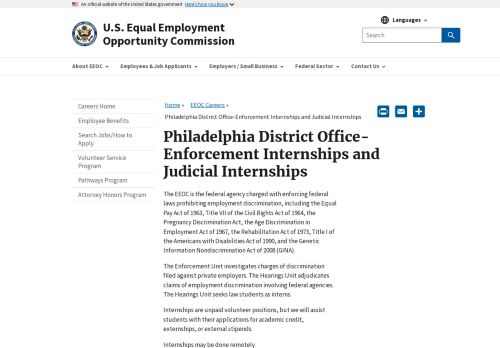 An official website of the United States government Here's how you know
U.S. Equal Employment
Opportunity Commission
Languages
Search
About EEOC
Employees & Job Applicants
Employers / Small Business
Federal Sector
Contact Us
Careers Home
Employee Benefits
Search Jobs/How to
Apply
Volunteer Service
Program
Pathways Program
Attorney Honors Program
Home » EEOC Careers »
Philadelphia District Office-Enforcement Internships and Judicial Internships
Philadelphia District Office-
Enforcement Internships and
Judicial Internships
The EEOC is the federal agency charged with enforcing federal
laws prohibiting employment discrimination, including the Equal
Pay Act of 1963, Title VII of the Civil Rights Act of 1964, the
Pregnancy Discrimination Act, the Age Discrimination in
Employment Act of 1967, the Rehabilitation Act of 1973, Title I of
the Americans with Disabilities Act of 1990, and the Genetic
Information Nondiscrimination Act of 2008 (GINA).
The Enforcement Unit investigates charges of discrimination
filed against private employers. The Hearings Unit adjudicates
claims of employment discrimination involving federal agencies.
The Hearings Unit seeks law students as interns.
Internships are unpaid volunteer positions, but we will assist
students with their applications for academic credit,
externships, or external stipends.
Internships may be done remotely.